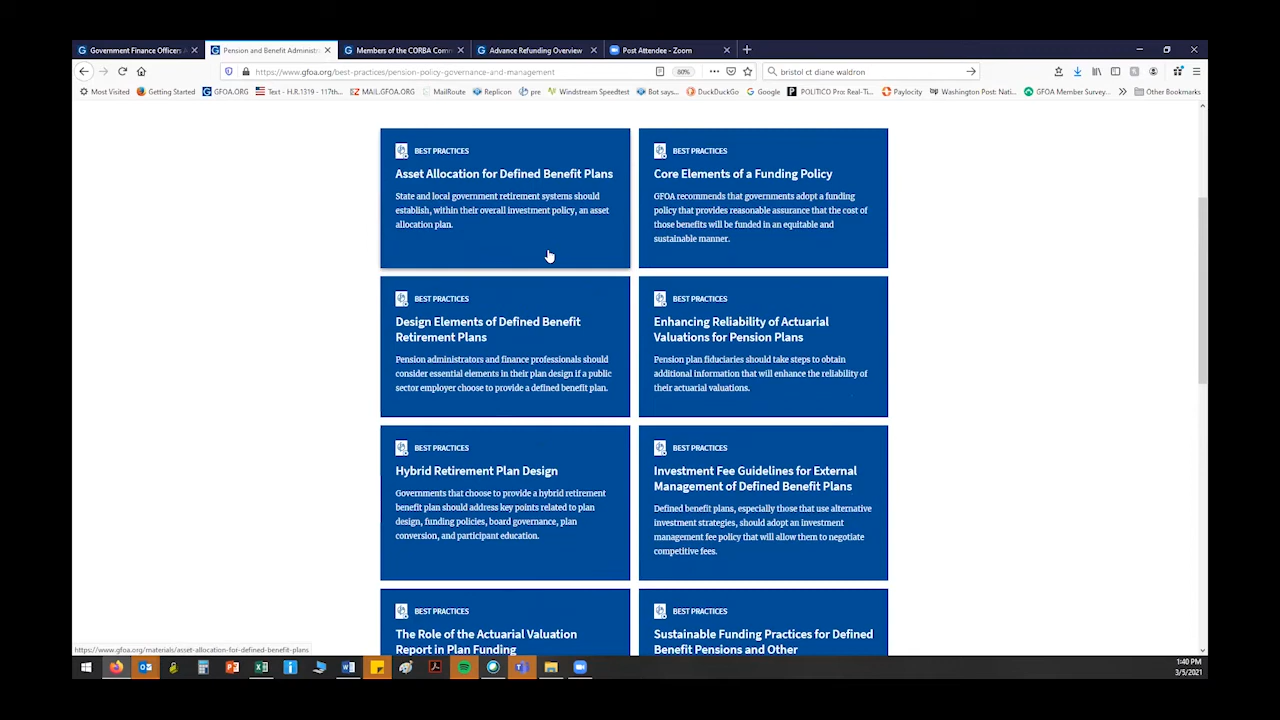 Government Finance Officers A
Pension and Benefit Administra
Members of the CORBA Com
Advance Refunding Overview
Post Attendee - Zoom
https://www.gfoa.org/best-practices/pension-policy-governance-and-management
80%
bristol ct diane waldron
Most Visited
Getting Started
GFOA.ORG
Text - H.R.1319 - 117th...
MAIL.GFOA.ORG
MailRoute
Replicon
pre
Windstream Speedtest
Bot says...
DuckDuckGo
Google
POLITICO Pro: Real-Ti...
Paylocity
Washington Post: Nati...
GFOA Member Survey...
Other Bookmarks
BEST PRACTICES
Asset Allocation for Defined Benefit Plans
State and local government retirement systems should
establish, within their overall investment policy, an asset
allocation plan.
BEST PRACTICES
Core Elements of a Funding Policy
GFOA recommends that governments adopt a funding
policy that provides reasonable assurance that the cost of
those benefits will be funded in an equitable and
sustainable manner.
BEST PRACTICES
Design Elements of Defined Benefit
Retirement Plans
Pension administrators and finance professionals should
consider essential elements in their plan design if a public
sector employer choose to provide a defined benefit plan.
BEST PRACTICES
Enhancing Reliability of Actuarial
Valuations for Pension Plans
Pension plan fiduciaries should take steps to obtain
additional information that will enhance the reliability of
their actuarial valuations.
BEST PRACTICES
Hybrid Retirement Plan Design
Governments that choose to provide a hybrid retirement
benefit plan should address key points related to plan
design, funding policies, board governance, plan
conversion, and participant education.
BEST PRACTICES
Investment Fee Guidelines for External
Management of Defined Benefit Plans
Defined benefit plans, especially those that use alternative
investment strategies, should adopt an investment
management fee policy that will allow them to negotiate
competitive fees.
BEST PRACTICES
The Role of the Actuarial Valuation
Report in Plan Funding
BEST PRACTICES
Sustainable Funding Practices for Defined
Benefit Pensions and Other
https://www.gfoa.org/materials/asset-allocation-for-defined-benefit-plans
1:40 PM
3/5/2021